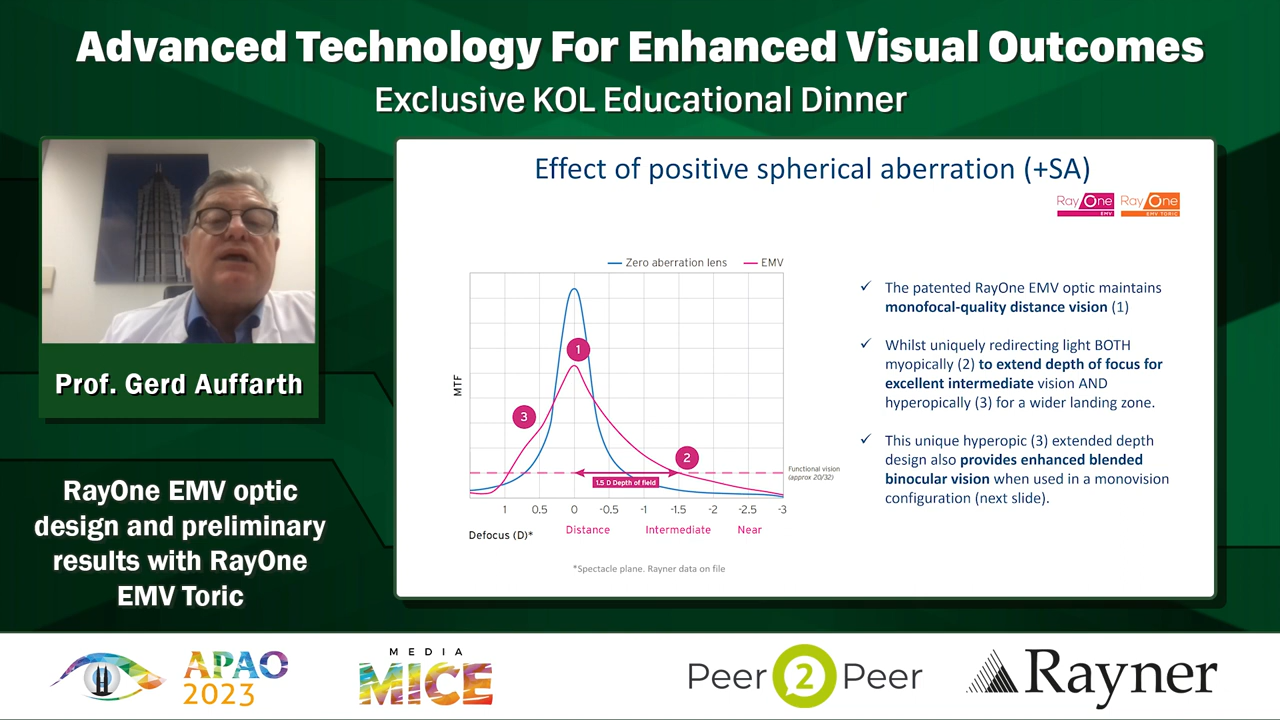 Advanced Technology For Enhanced Visual Outcomes
Exclusive KOL Educational Dinner
Prof. Gerd Auffarth
RayOne EMV optic
design and preliminary
results with RayOne
EMV Toric
Effect of positive spherical aberration (+SA)
RayOne
EMV
RayOne
EMV TORIC
Zero aberration lens
EMV
MTF
1
3
2
1.5 D Depth of field
Functional vision
(approx 20/32)
1 0.5 0 -0.5 -1 -1.5 -2 -2.5 -3
Distance Intermediate Near
Defocus (D)*
*Spectacle plane. Rayner data on file
✓ The patented RayOne EMV optic maintains
monofocal-quality distance vision (1)
✓ Whilst uniquely redirecting light BOTH
myopically (2) to extend depth of focus for
excellent intermediate vision AND
hyperopically (3) for a wider landing zone.
✓ This unique hyperopic (3) extended depth
design also provides enhanced blended
binocular vision when used in a monovision
configuration (next slide).
APAO
2023
MEDIA
MICE
Peer 2 Peer
Rayner